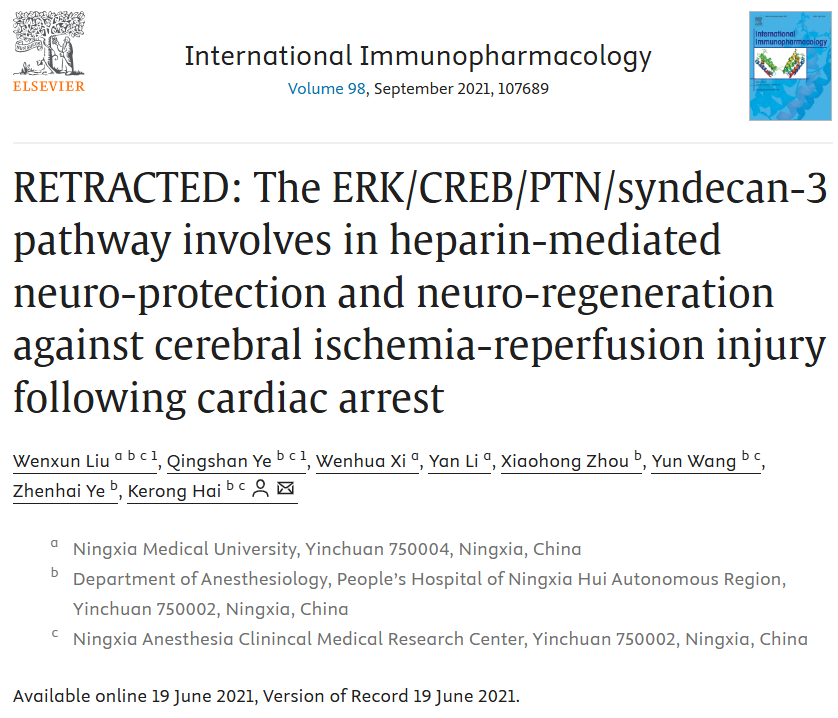 International Immunopharmacology
Volume 98, September 2021, 107689
ELSEVIER
International
Immunopharmacology
RETRACTED: The ERK/CREB/PTN/syndecan-3
pathway involves in heparin-mediated
neuro-protection and neuro-regeneration
against cerebral ischemia-reperfusion injury
following cardiac arrest
Wenxun Liu a b c 1, Qingshan Ye b c 1, Wenhua Xi a, Yan Li a, Xiaohong Zhou b, Yun Wang b c,
Zhenhai Ye b, Kerong Hai b c
a Ningxia Medical University, Yinchuan 750004, Ningxia, China
b Department of Anesthesiology, People's Hospital of Ningxia Hui Autonomous Region,
Yinchuan 750002, Ningxia, China
c Ningxia Anesthesia Clinincal Medical Research Center, Yinchuan 750002, Ningxia, China
Available online 19 June 2021, Version of Record 19 June 2021.